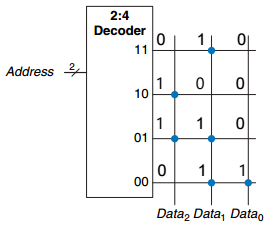 2:4
Decoder
Address 2
11 0 1 0
10 1 0 0
01 1 1 0
00 0 1 1
Data2 Data1 Data0